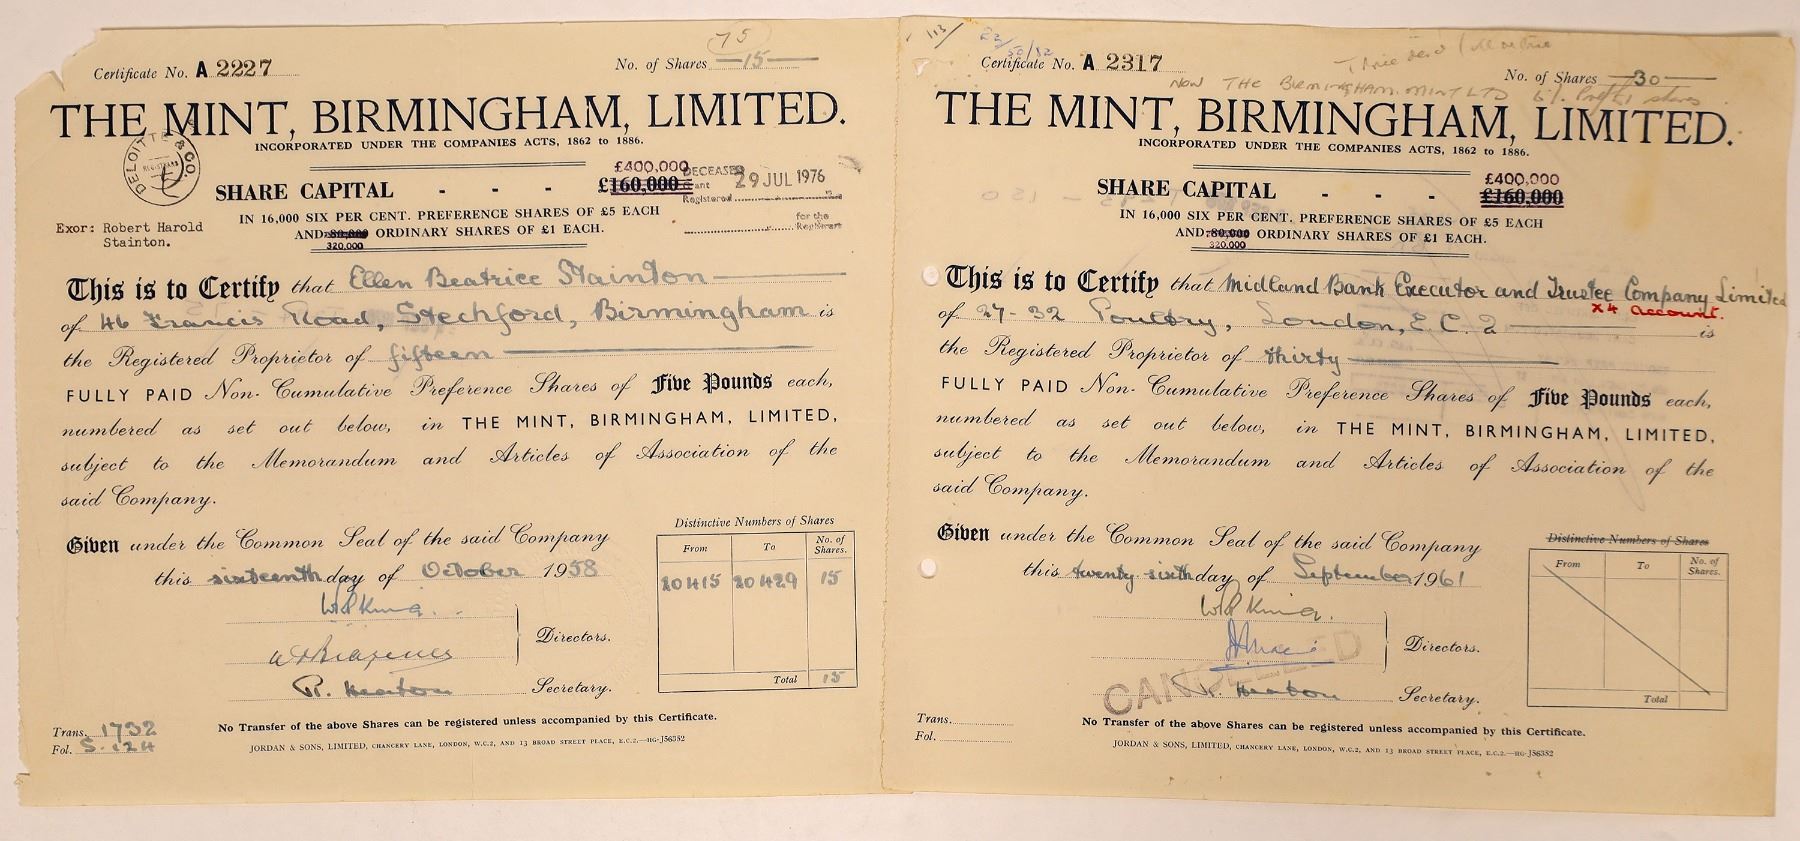 75
Certificate No. A 2227
No. of Shares —15—
THE MINT, BIRMINGHAM, LIMITED.
INCORPORATED UNDER THE COMPANIES ACTS, 1862 to 1886.
DELOITTE & CO.
REGISTRARS
£400,000
SHARE CAPITAL - - - £160,000
DECEASED
Registered
29 JUL 1976
for the
Registrars
IN 16,000 SIX PER CENT. PREFERENCE SHARES OF £5 EACH
AND 80,000 ORDINARY SHARES OF £1 EACH.
320,000
Exor: Robert Harold
Stainton.
This is to Certify that Ellen Beatrice Stainton
of 46 Francis Road, Stechford, Birmingham is
the Registered Proprietor of fifteen
FULLY PAID Non-Cumulative Preference Shares of Five Pounds each,
numbered as set out below, in THE MINT, BIRMINGHAM, LIMITED,
subject to the Memorandum and Articles of Association of the
said Company.
Given under the Common Seal of the said Company
this sixteenth day of October 1958
Directors.
Secretary.
Distinctive Numbers of Shares
From To No. of Shares.
20415 20429 15
Total 15
Trans. 1732
Fol. S.124
No Transfer of the above Shares can be registered unless accompanied by this Certificate.
JORDAN & SONS, LIMITED, CHANCERY LANE, LONDON, W.C.2, AND 13 BROAD STREET PLACE, E.C.2.—HG-J56352
113/
Certificate No. A 2317
No. of Shares —30—
NOW THE BIRMINGHAM MINT LTD
THE MINT, BIRMINGHAM, LIMITED.
INCORPORATED UNDER THE COMPANIES ACTS, 1862 to 1886.
£400,000
SHARE CAPITAL - - - £160,000
IN 16,000 SIX PER CENT. PREFERENCE SHARES OF £5 EACH
AND 80,000 ORDINARY SHARES OF £1 EACH.
320,000
This is to Certify that Midland Bank Executor and Trustee Company Limited
X4 account.
of 27-32 Poultry, London, E.C.2 is
the Registered Proprietor of thirty
FULLY PAID Non-Cumulative Preference Shares of Five Pounds each,
numbered as set out below, in THE MINT, BIRMINGHAM, LIMITED,
subject to the Memorandum and Articles of Association of the
said Company.
Given under the Common Seal of the said Company
this twenty sixth day of September 1961
Directors.
CANCELLED
Secretary.
Distinctive Numbers of Shares
From To No. of Shares.
Total
Trans.
Fol.
No Transfer of the above Shares can be registered unless accompanied by this Certificate.
JORDAN & SONS, LIMITED, CHANCERY LANE, LONDON, W.C.2, AND 13 BROAD STREET PLACE, E.C.2.—HG-J56352